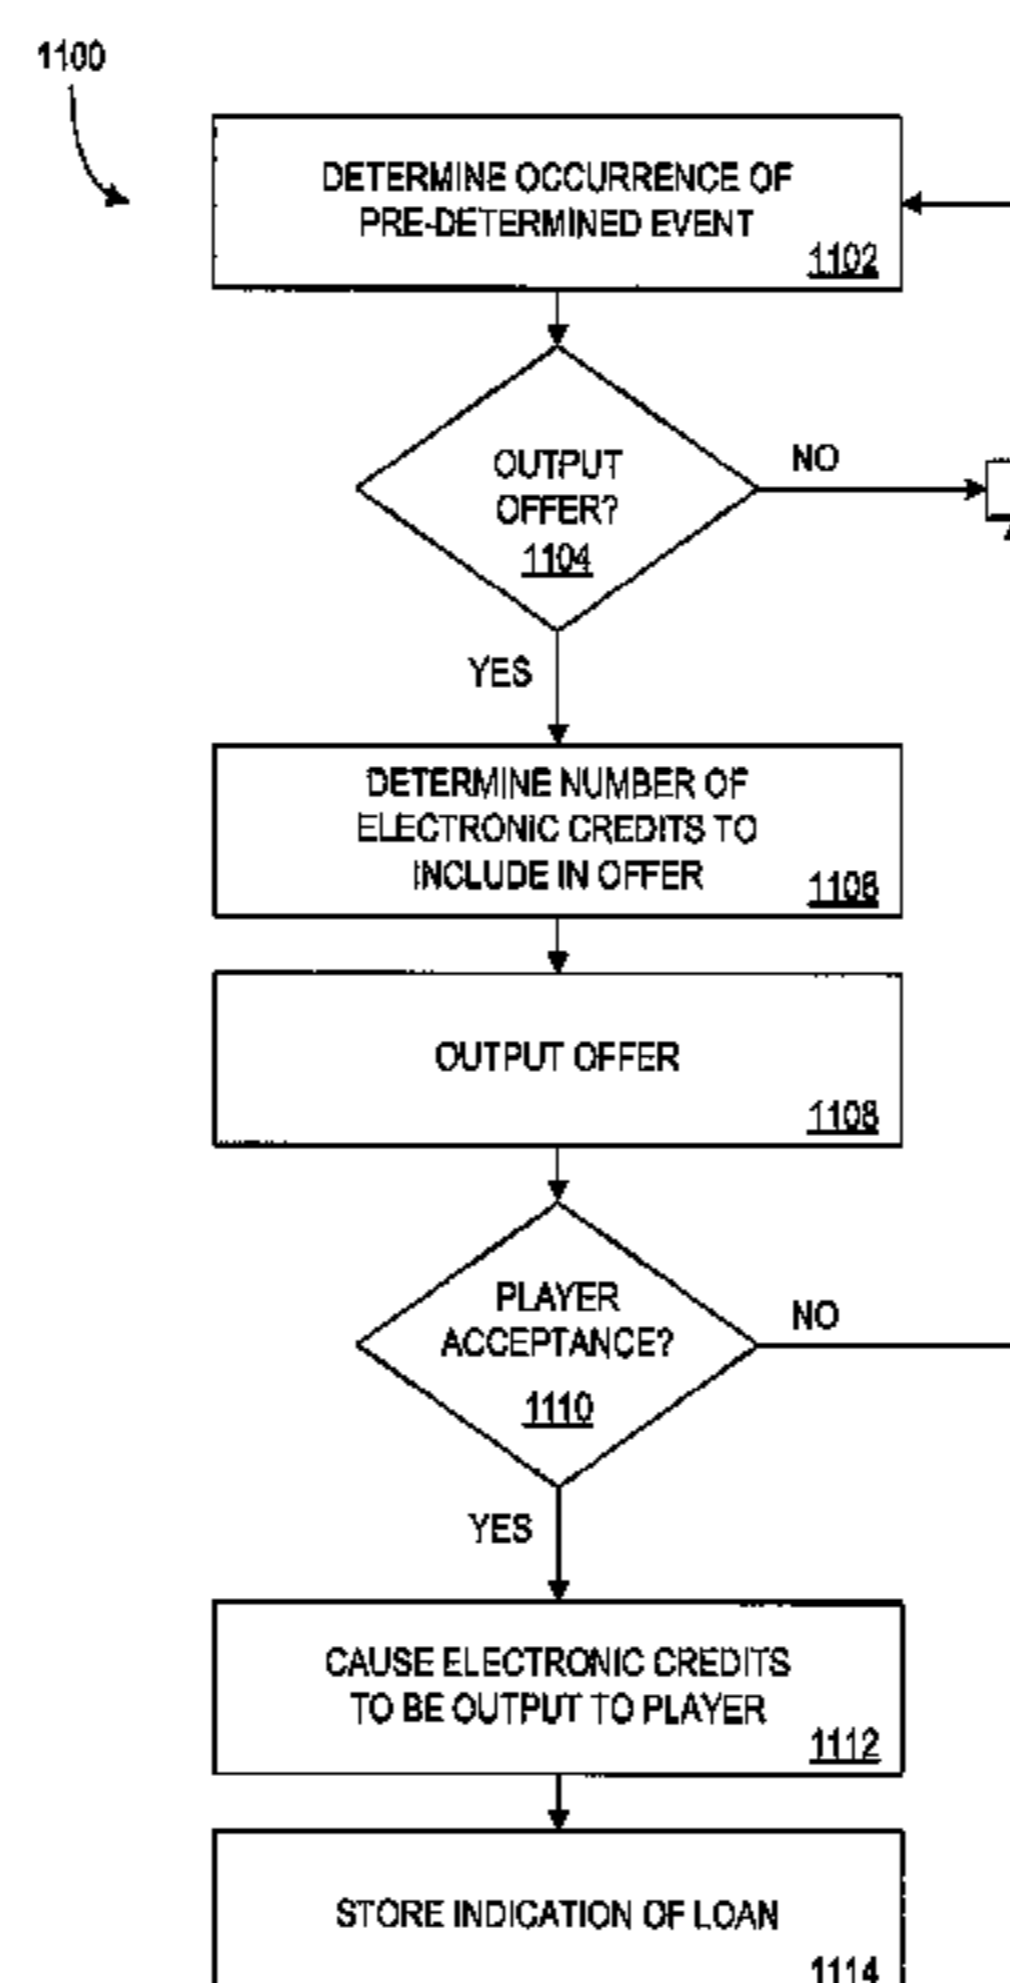 1100
DETERMINE OCCURRENCE OF
PRE-DETERMINED EVENT
1102
OUTPUT
OFFER?
1104
NO
YES
DETERMINE NUMBER OF
ELECTRONIC CREDITS TO
INCLUDE IN OFFER
1106
OUTPUT OFFER
1108
PLAYER
ACCEPTANCE?
1110
NO
YES
CAUSE ELECTRONIC CREDITS
TO BE OUTPUT TO PLAYER
1112
STORE INDICATION OF LOAN
1114